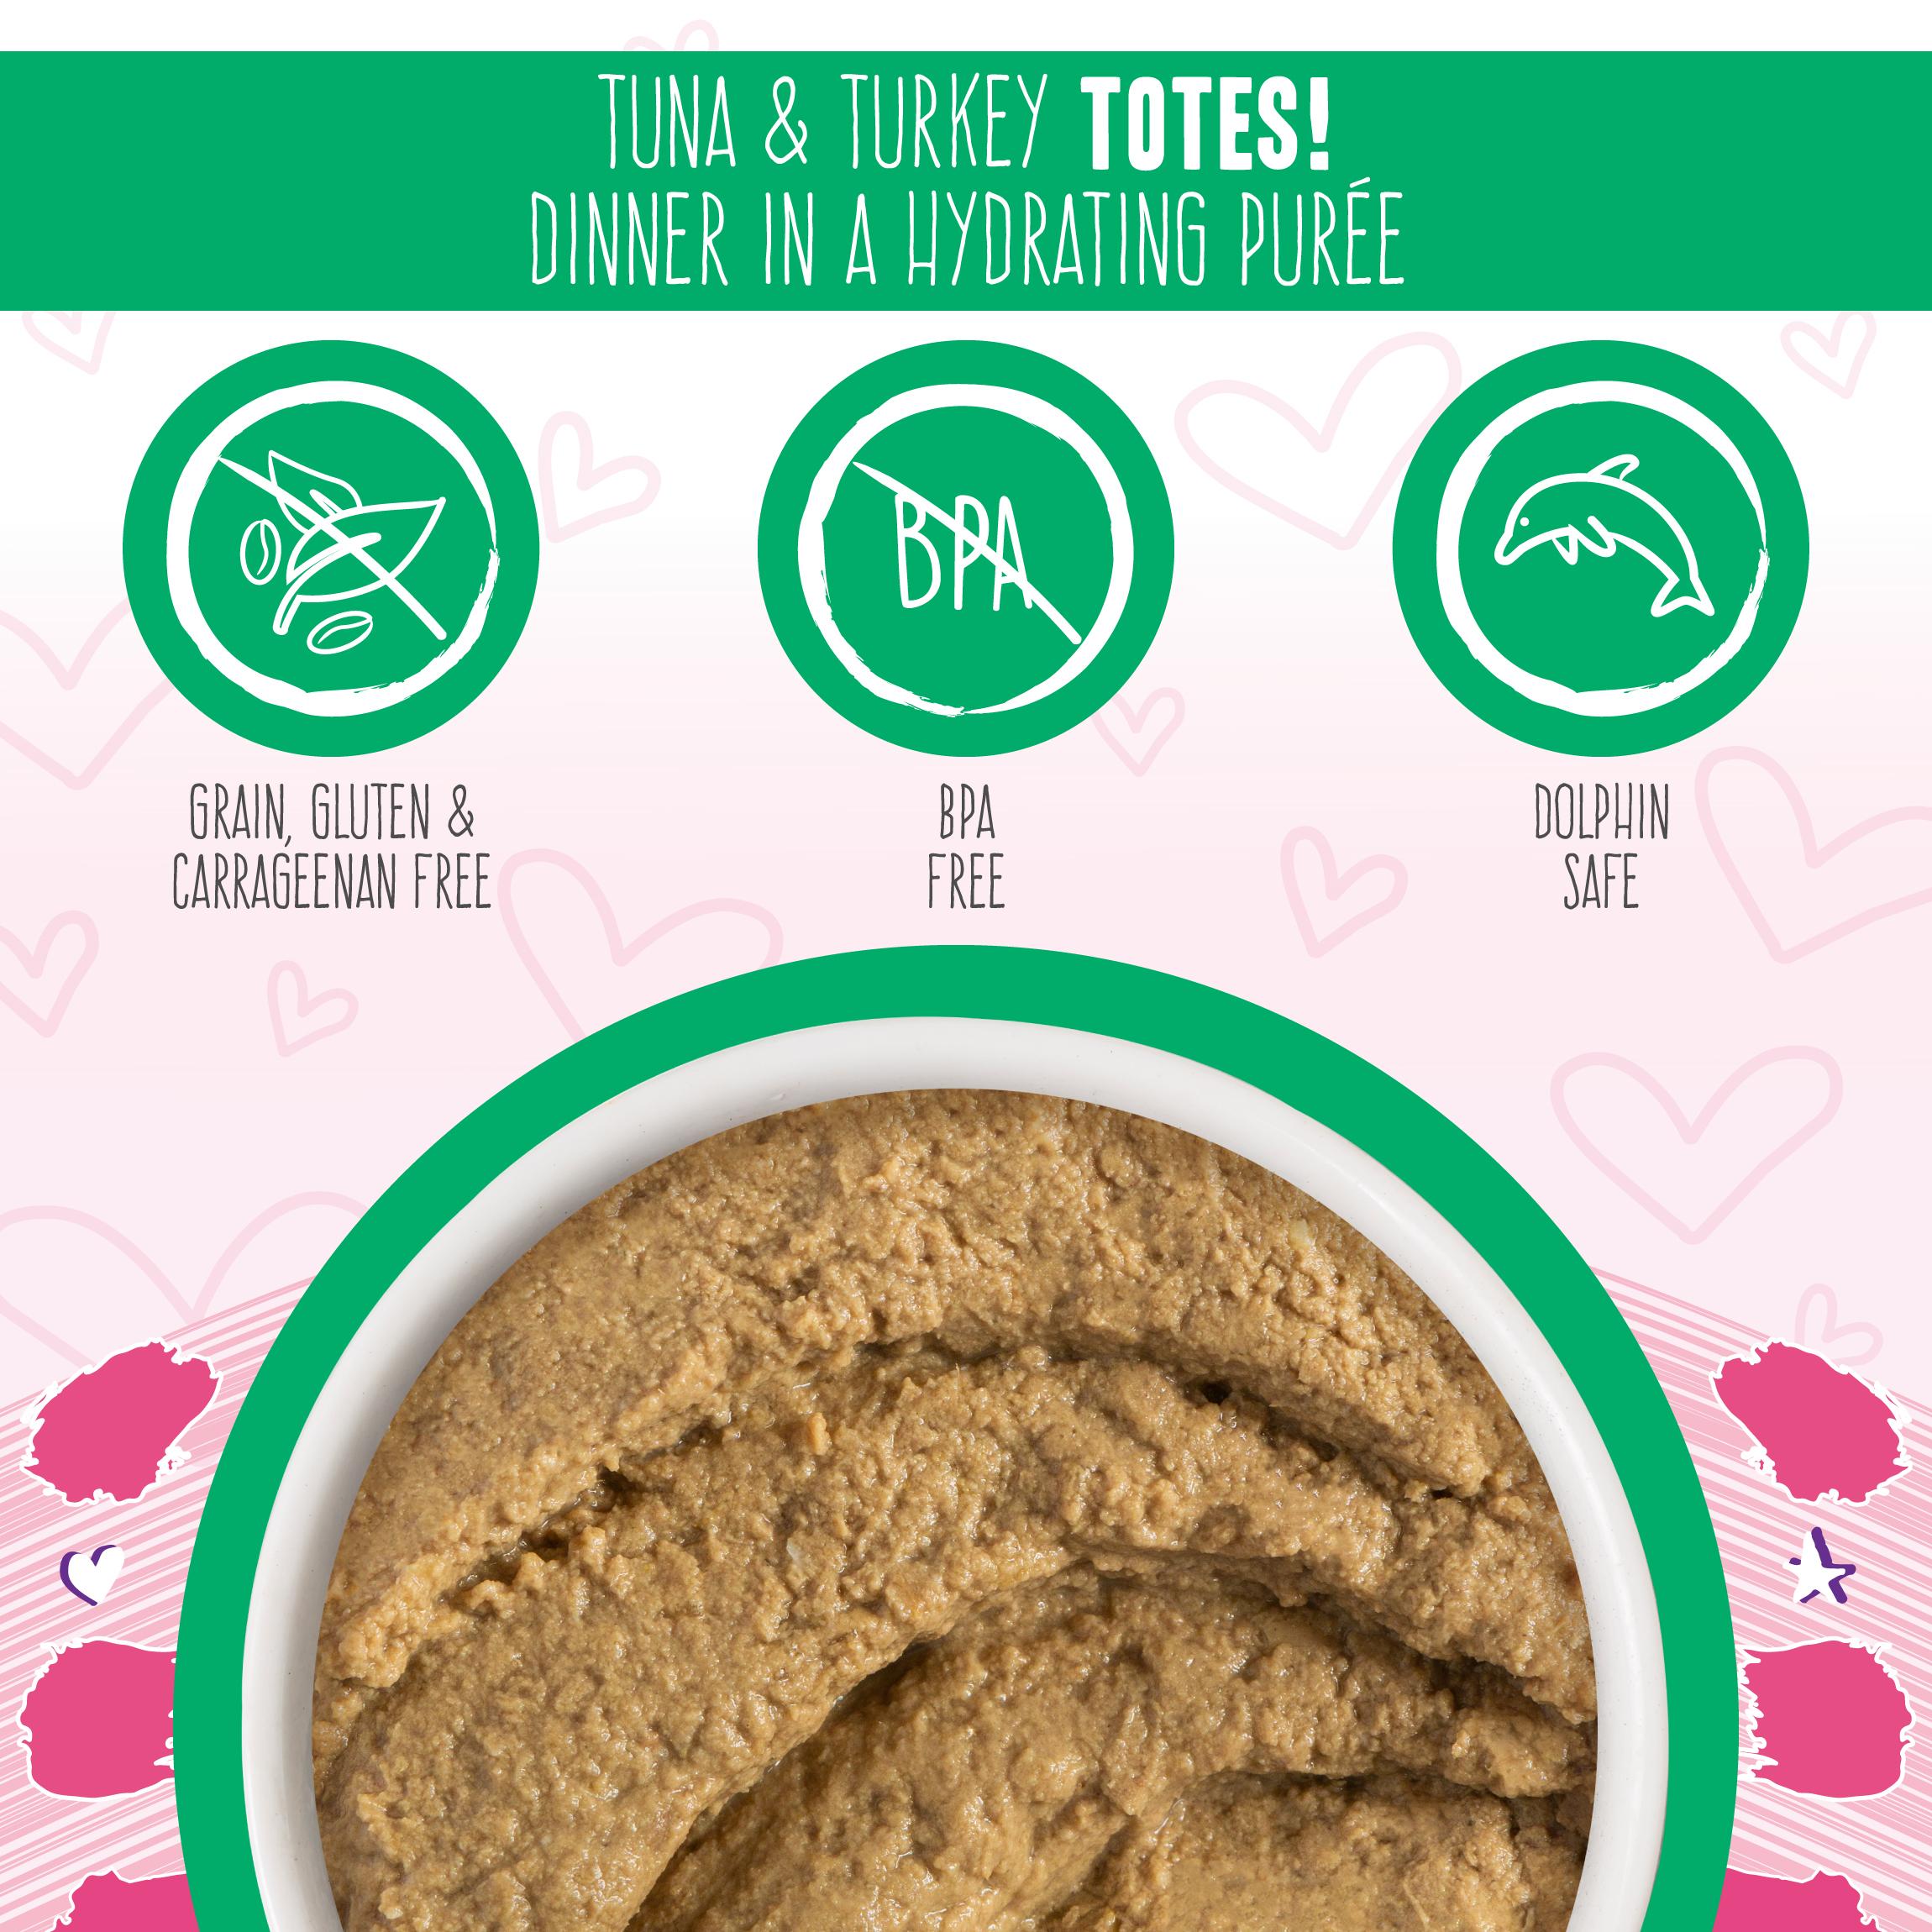 TUNA & TURKEY TOTES!
DINNER IN A HYDRATING PURÉE
BPA
GRAIN, GLUTEN &
CARRAGEENAN FREE
BPA
FREE
DOLPHIN
SAFE